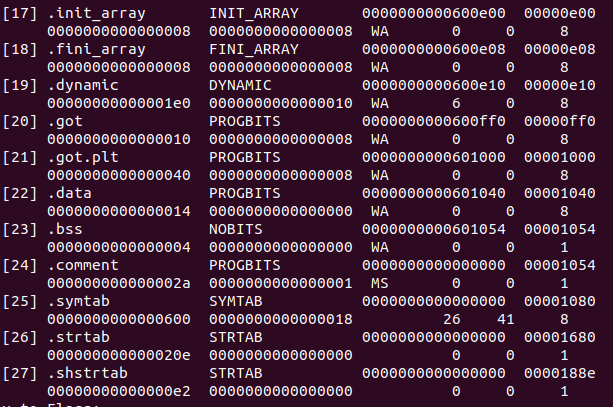 [17] .init_array INIT_ARRAY 0000000000600e00 00000e00
0000000000000008 0000000000000008 WA 0 0 8
[18] .fini_array FINI_ARRAY 0000000000600e08 00000e08
0000000000000008 0000000000000008 WA 0 0 8
[19] .dynamic DYNAMIC 0000000000600e10 00000e10
00000000000001e0 0000000000000010 WA 6 0 8
[20] .got PROGBITS 0000000000600ff0 00000ff0
0000000000000010 0000000000000008 WA 0 0 8
[21] .got.plt PROGBITS 0000000000601000 00001000
0000000000000040 0000000000000008 WA 0 0 8
[22] .data PROGBITS 0000000000601040 00001040
0000000000000014 0000000000000000 WA 0 0 8
[23] .bss NOBITS 0000000000601054 00001054
0000000000000004 0000000000000000 WA 0 0 1
[24] .comment PROGBITS 0000000000000000 00001054
000000000000002a 0000000000000001 MS 0 0 1
[25] .symtab SYMTAB 0000000000000000 00001080
0000000000000600 0000000000000018 26 41 8
[26] .strtab STRTAB 0000000000000000 00001680
000000000000020e 0000000000000000 0 0 1
[27] .shstrtab STRTAB 0000000000000000 0000188e
00000000000000e2 0000000000000000 0 0 1